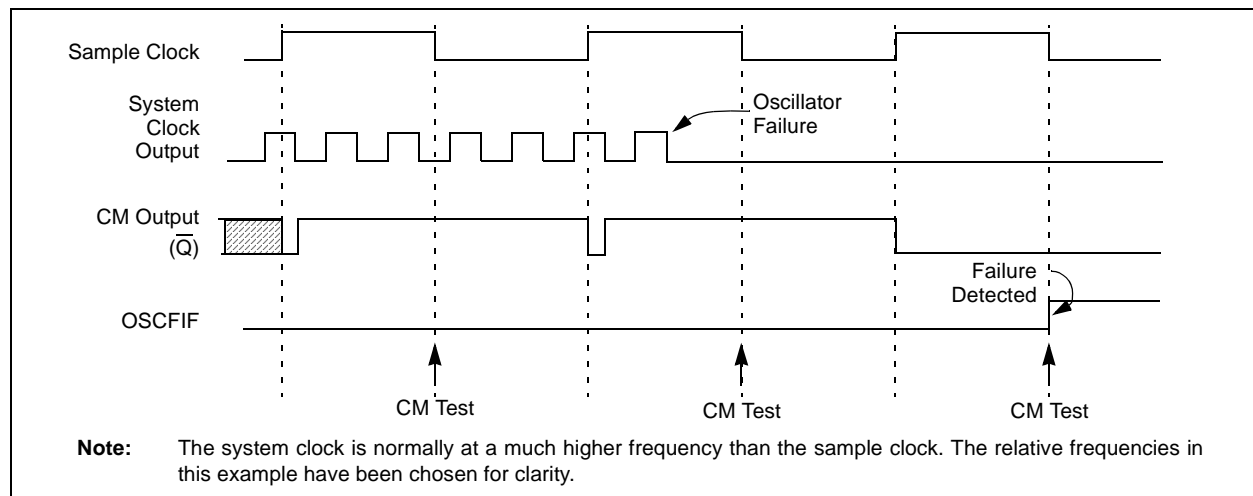 Sample Clock
System
Clock
Output
Oscillator
Failure
CM Output
(Q̅)
Failure
Detected
OSCFIF
CM Test
CM Test
CM Test
Note: The system clock is normally at a much higher frequency than the sample clock. The relative frequencies in
this example have been chosen for clarity.